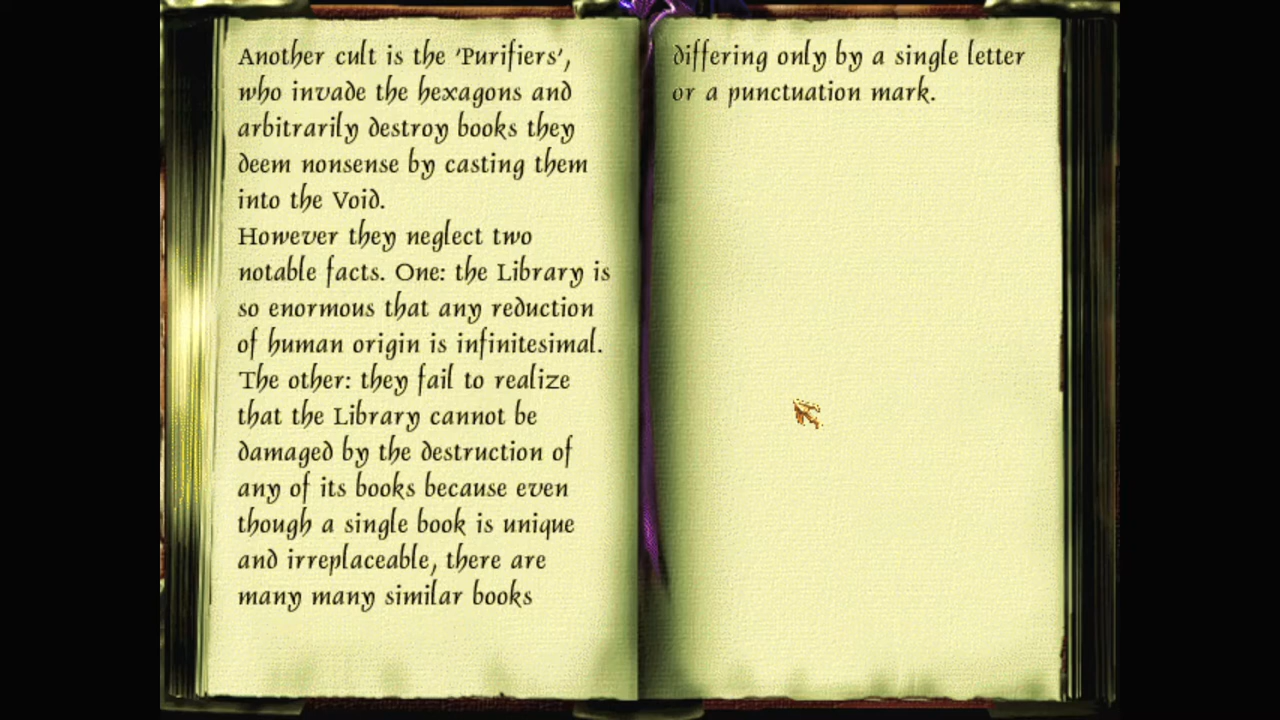 Another cult is the 'Purifiers',
who invade the hexagons and
arbitrarily destroy books they
deem nonsense by casting them
into the Void.
However they neglect two
notable facts. One: the Library is
so enormous that any reduction
of human origin is infinitesimal.
The other: they fail to realize
that the Library cannot be
damaged by the destruction of
any of its books because even
though a single book is unique
and irreplaceable, there are
many many similar books
differing only by a single letter
or a punctuation mark.